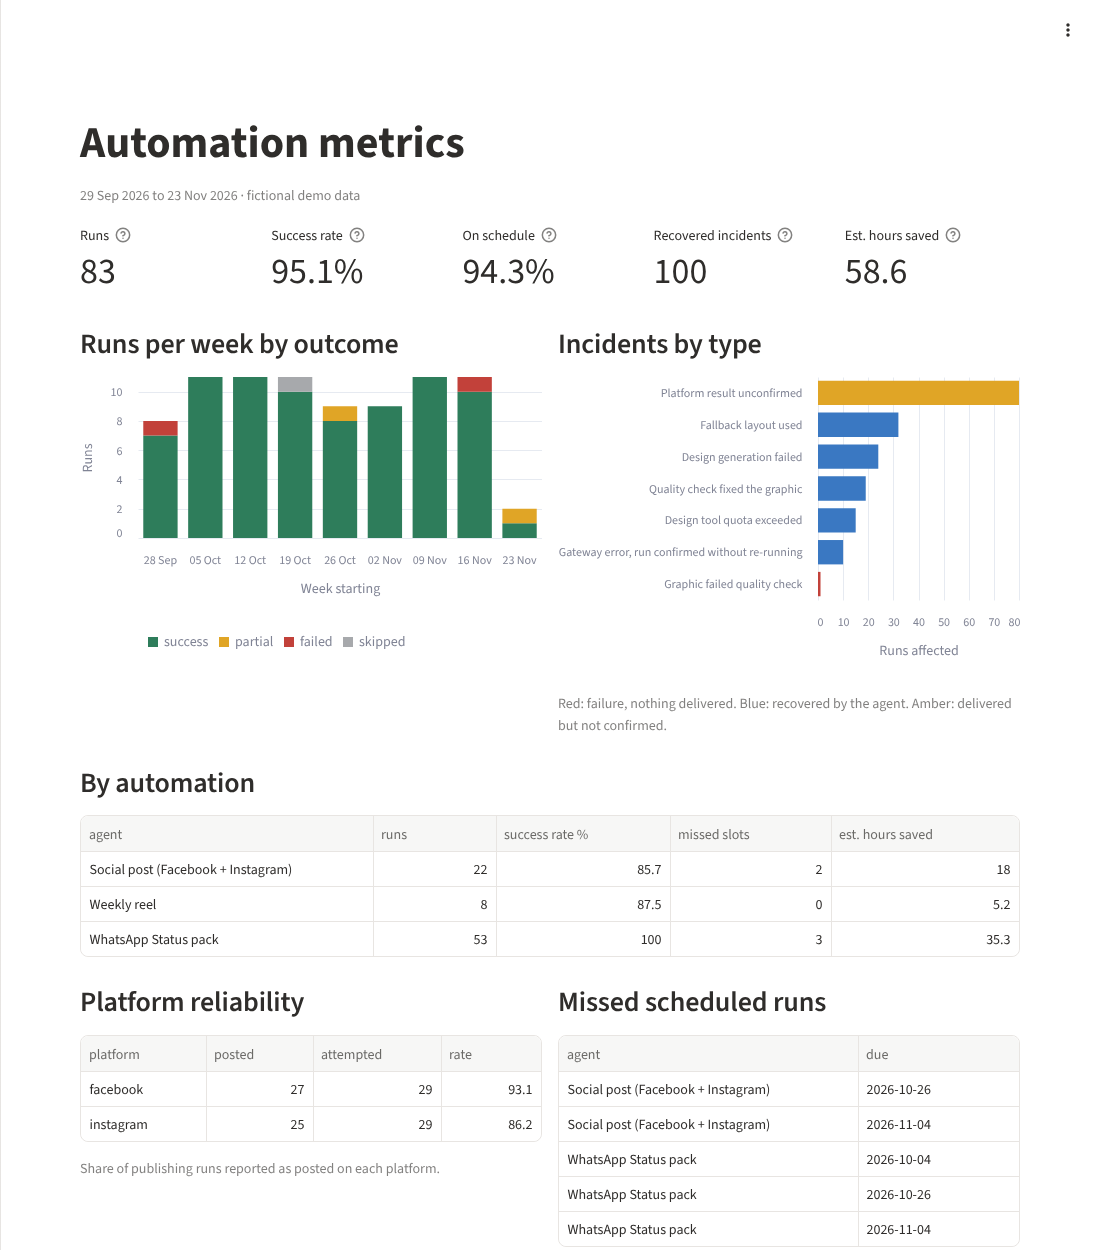 Automation metrics
29 Sep 2026 to 23 Nov 2026 · fictional demo data
Runs
Success rate
On schedule
Recovered incidents
Est. hours saved
83
95.1%
94.3%
100
58.6
Runs per week by outcome
10
8
6
4
2
0
Runs
28 Sep 05 Oct 12 Oct 19 Oct 26 Oct 02 Nov 09 Nov 16 Nov 23 Nov
Week starting
success partial failed skipped
Incidents by type
Platform result unconfirmed
Fallback layout used
Design generation failed
Quality check fixed the graphic
Design tool quota exceeded
Gateway error, run confirmed without re-running
Graphic failed quality check
0 10 20 30 40 50 60 70 80
Runs affected
Red: failure, nothing delivered. Blue: recovered by the agent. Amber: delivered
but not confirmed.
By automation
agent runs success rate % missed slots est. hours saved
Social post (Facebook + Instagram) 22 85.7 2 18
Weekly reel 8 87.5 0 5.2
WhatsApp Status pack 53 100 3 35.3
Platform reliability
platform posted attempted rate
facebook 27 29 93.1
instagram 25 29 86.2
Share of publishing runs reported as posted on each platform.
Missed scheduled runs
agent due
Social post (Facebook + Instagram) 2026-10-26
Social post (Facebook + Instagram) 2026-11-04
WhatsApp Status pack 2026-10-04
WhatsApp Status pack 2026-10-26
WhatsApp Status pack 2026-11-04